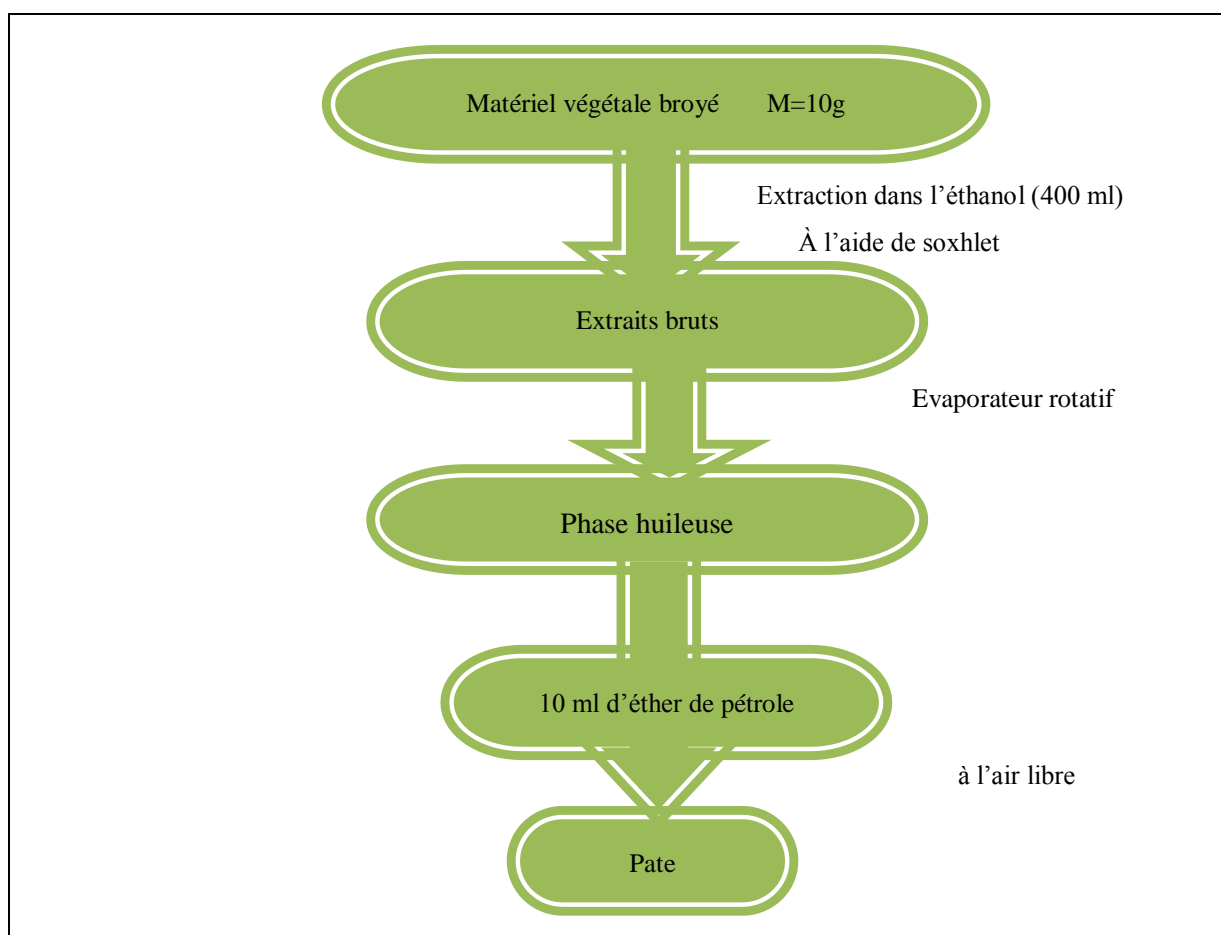 Matériel végétale broyé M=10g
Extraction dans l’éthanol (400 ml)
À l’aide de soxhlet
Extraits bruts
Evaporateur rotatif
Phase huileuse
10 ml d’éther de pétrole
à l’air libre
Pate